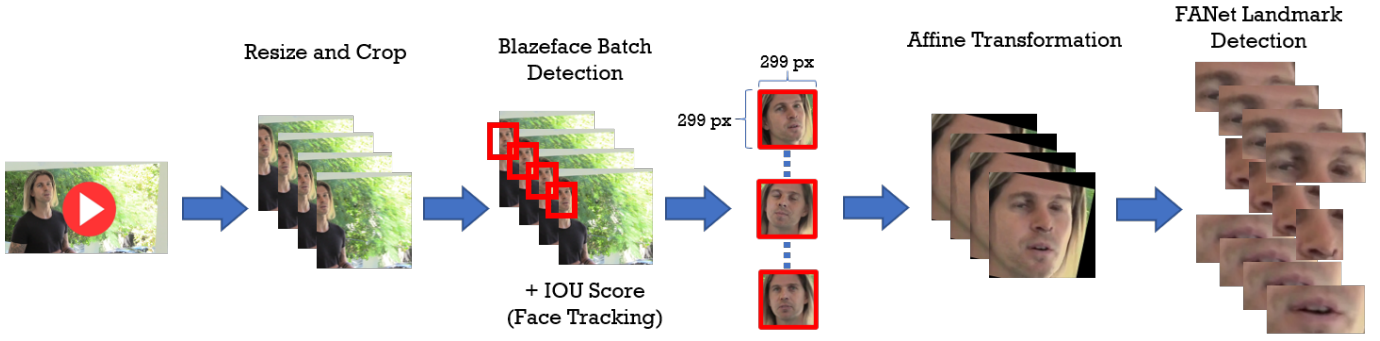 Resize and Crop
Blazeface Batch
Detection
+ IOU Score
(Face Tracking)
299 px
299 px
Affine Transformation
FANet Landmark
Detection